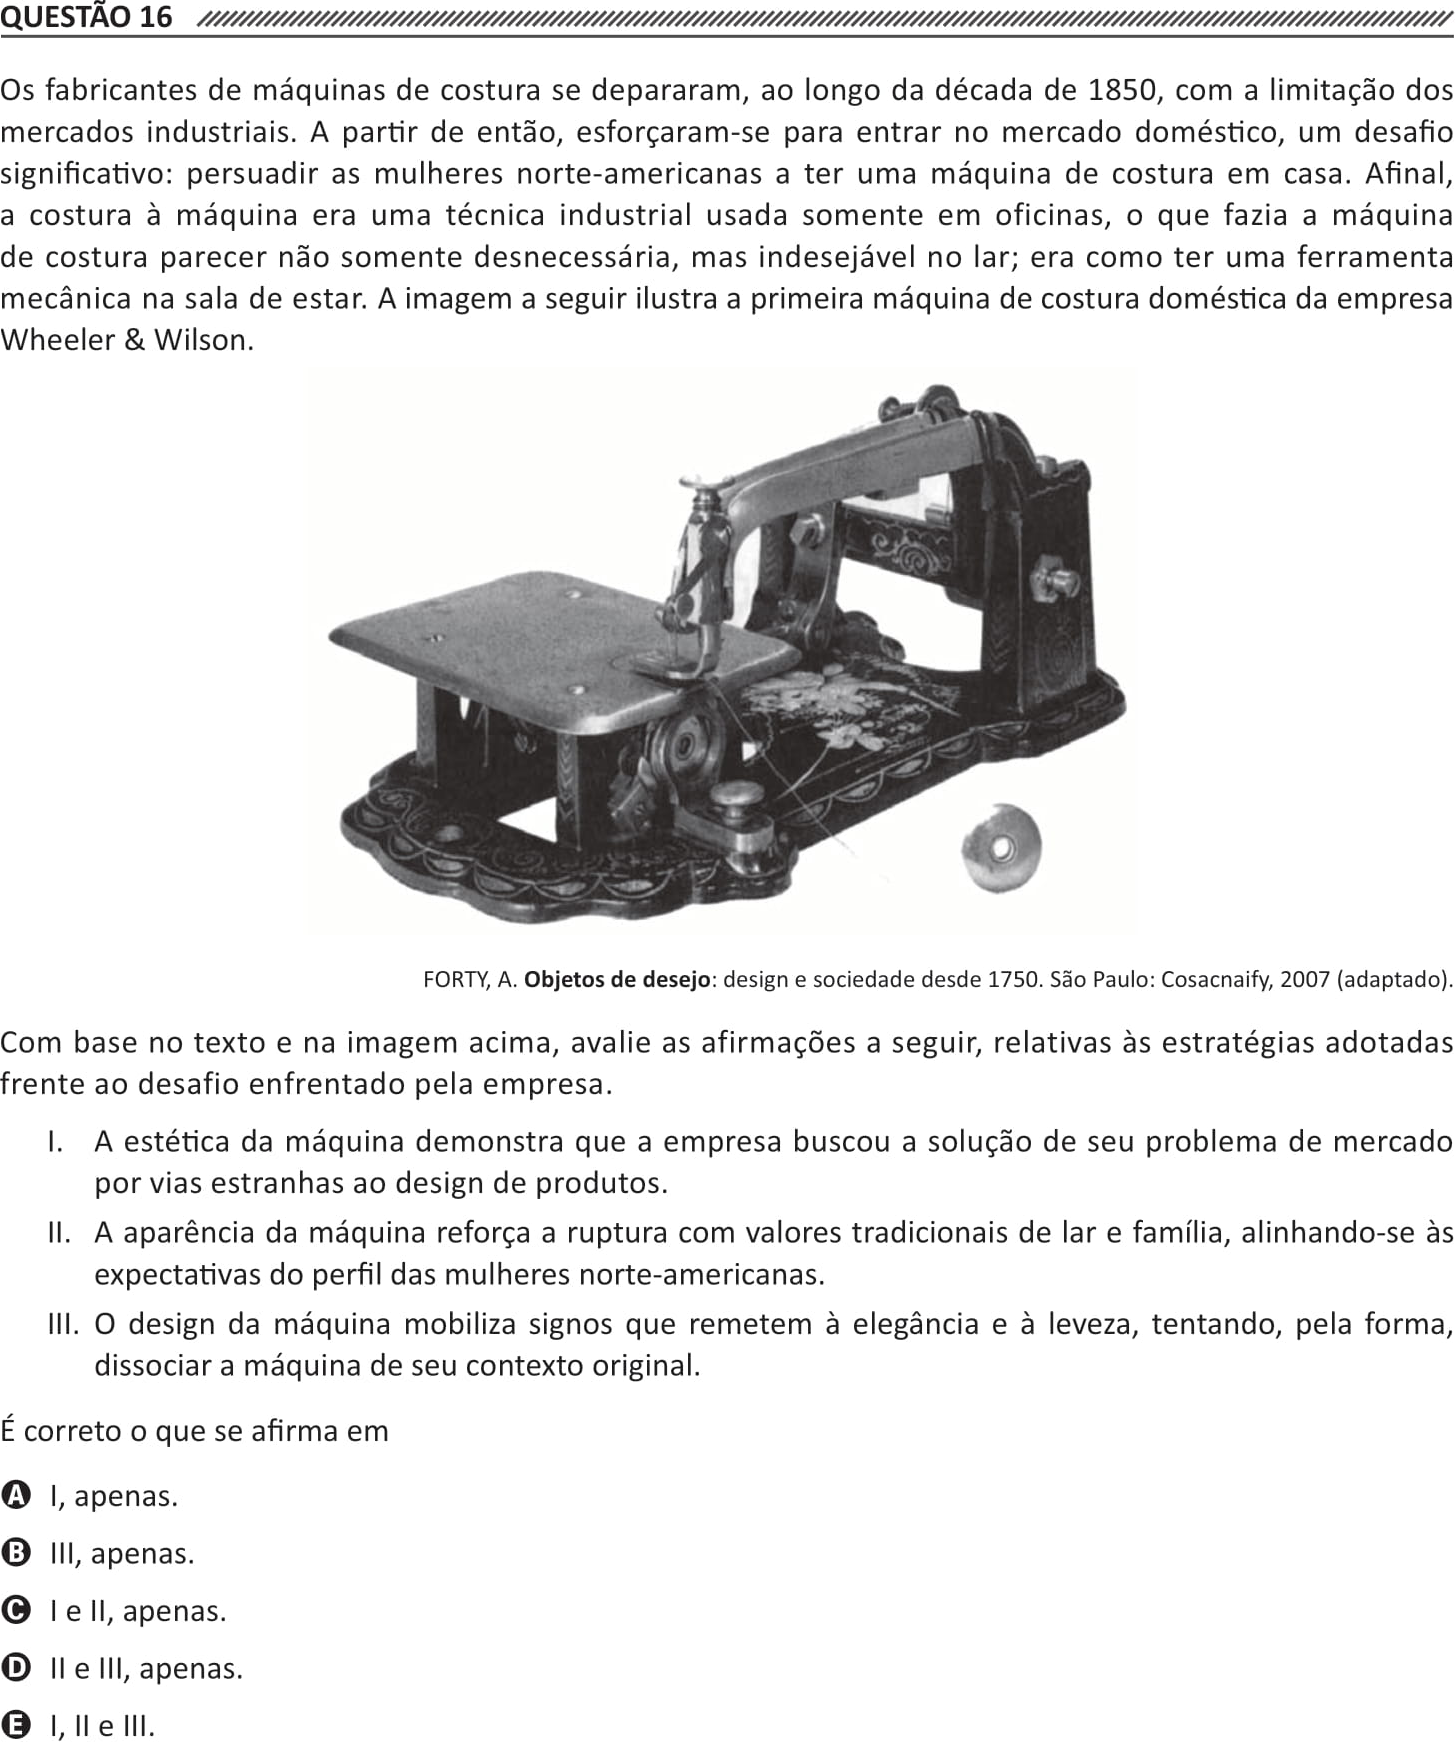 QUESTÃO 16
Os fabricantes de máquinas de costura se depararam, ao longo da década de 1850, com a limitação dos
mercados industriais. A partir de então, esforçaram-se para entrar no mercado doméstico, um desafio
significativo: persuadir as mulheres norte-americanas a ter uma máquina de costura em casa. Afinal,
a costura à máquina era uma técnica industrial usada somente em oficinas, o que fazia a máquina
de costura parecer não somente desnecessária, mas indesejável no lar; era como ter uma ferramenta
mecânica na sala de estar. A imagem a seguir ilustra a primeira máquina de costura doméstica da empresa
Wheeler & Wilson.
FORTY, A. Objetos de desejo: design e sociedade desde 1750. São Paulo: Cosacnaify, 2007 (adaptado).
Com base no texto e na imagem acima, avalie as afirmações a seguir, relativas às estratégias adotadas
frente ao desafio enfrentado pela empresa.
I. A estética da máquina demonstra que a empresa buscou a solução de seu problema de mercado
por vias estranhas ao design de produtos.
II. A aparência da máquina reforça a ruptura com valores tradicionais de lar e família, alinhando-se às
expectativas do perfil das mulheres norte-americanas.
III. O design da máquina mobiliza signos que remetem à elegância e à leveza, tentando, pela forma,
dissociar a máquina de seu contexto original.
É correto o que se afirma em
A I, apenas.
B III, apenas.
C I e II, apenas.
D II e III, apenas.
E I, II e III.